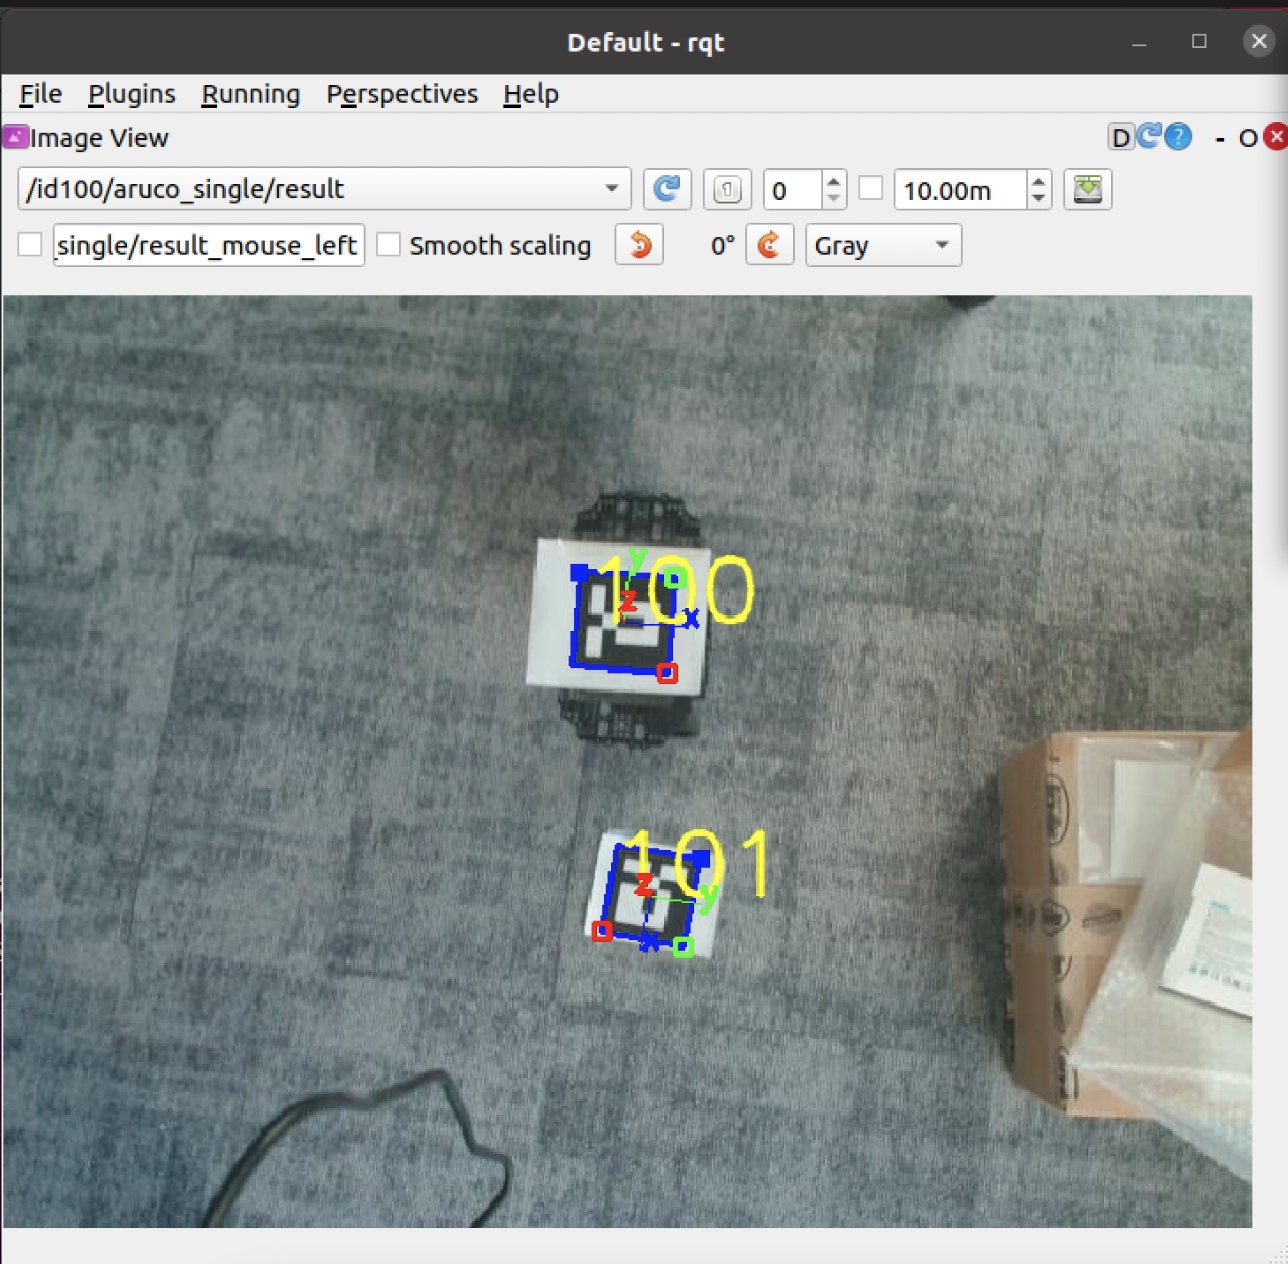 Default - rqt
File Plugins Running Perspectives Help
Image View D ? - O
/id100/aruco_single/result 0 10.00m
_single/result_mouse_left Smooth scaling 0° Gray
y
100
z
x
101
z
y
x